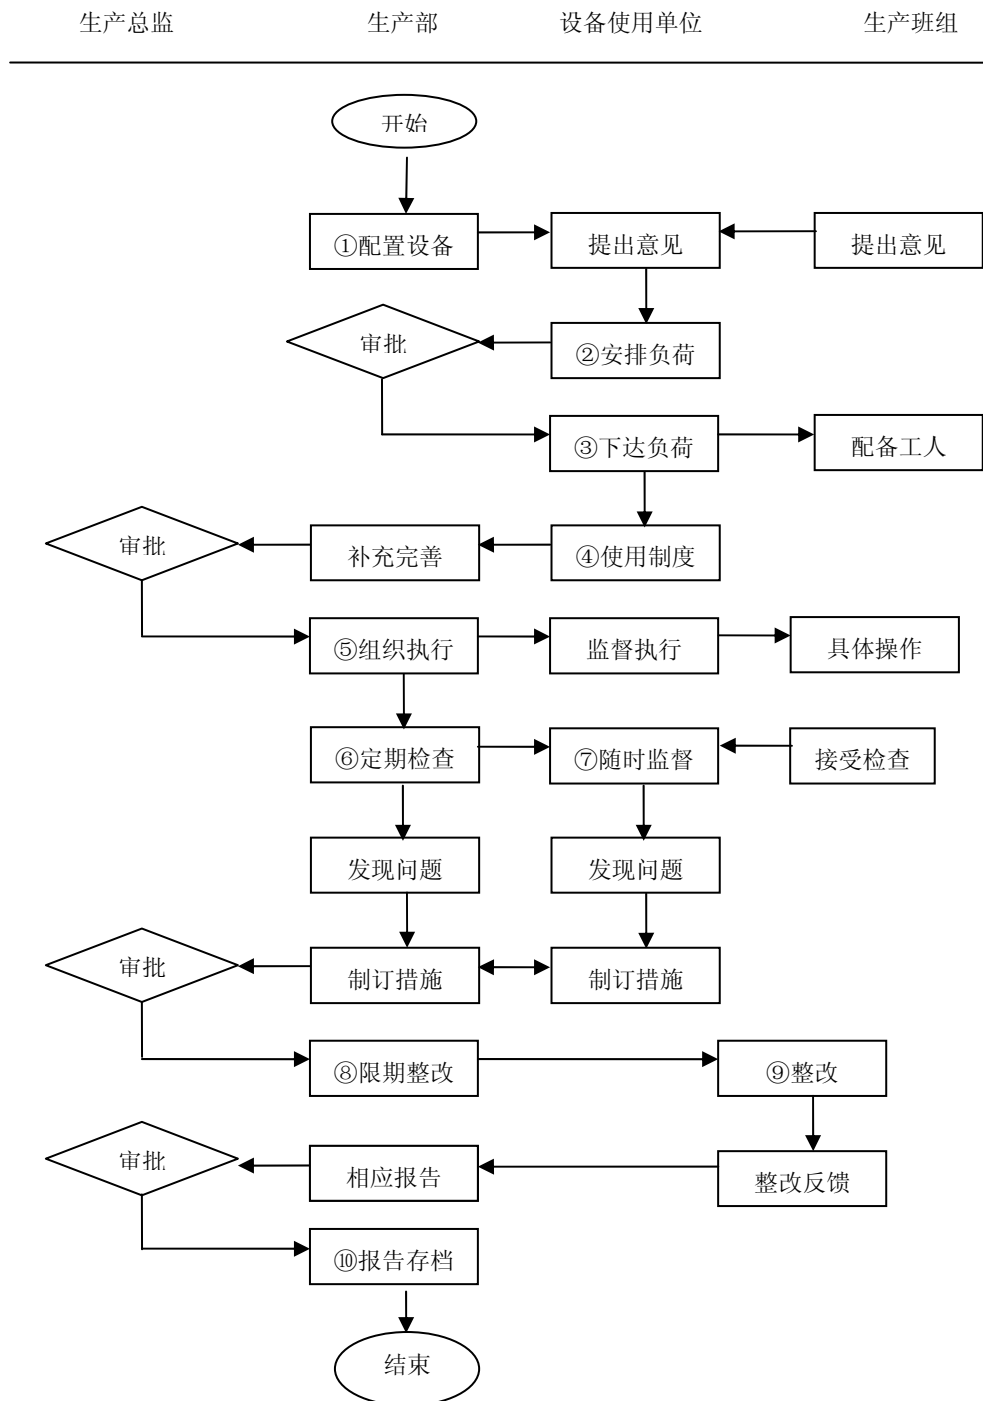 生产总监 生产部 设备使用单位 生产班组
开始
①配置设备 提出意见 提出意见
审批 ②安排负荷
③下达负荷 配备工人
审批 补充完善 ④使用制度
⑤组织执行 监督执行 具体操作
⑥定期检查 ⑦随时监督 接受检查
发现问题 发现问题
审批 制订措施 制订措施
⑧限期整改 ⑨整改
审批 相应报告 整改反馈
⑩报告存档
结束